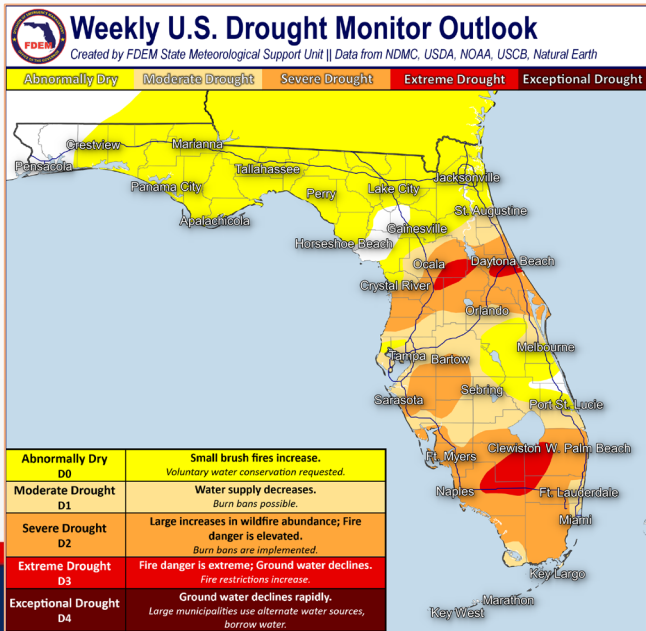 FDEM
Weekly U.S. Drought Monitor Outlook
Created by FDEM State Meteorological Support Unit || Data from NDMC, USDA, NOAA, USCB, Natural Earth
Abnormally Dry Moderate Drought Severe Drought Extreme Drought Exceptional Drought
Crestview
Marianna
Pensacola
Tallahassee
Jacksonville
Panama City
Perry
Lake City
Apalachicola
St. Augustine
Gainesville
Horseshoe Beach
Ocala
Daytona Beach
Crystal River
Orlando
Melbourne
Tampa
Bartow
Sebring
Sarasota
Port St. Lucie
Clewiston
W. Palm Beach
Ft. Myers
Naples
Ft. Lauderdale
Miami
Key Largo
Marathon
Key West
Abnormally Dry
D0
Small brush fires increase.
Voluntary water conservation requested.
Moderate Drought
D1
Water supply decreases.
Burn bans possible.
Severe Drought
D2
Large increases in wildfire abundance; Fire
danger is elevated.
Burn bans are implemented.
Extreme Drought
D3
Fire danger is extreme; Ground water declines.
Fire restrictions increase.
Exceptional Drought
D4
Ground water declines rapidly.
Large municipalities use alternate water sources,
borrow water.